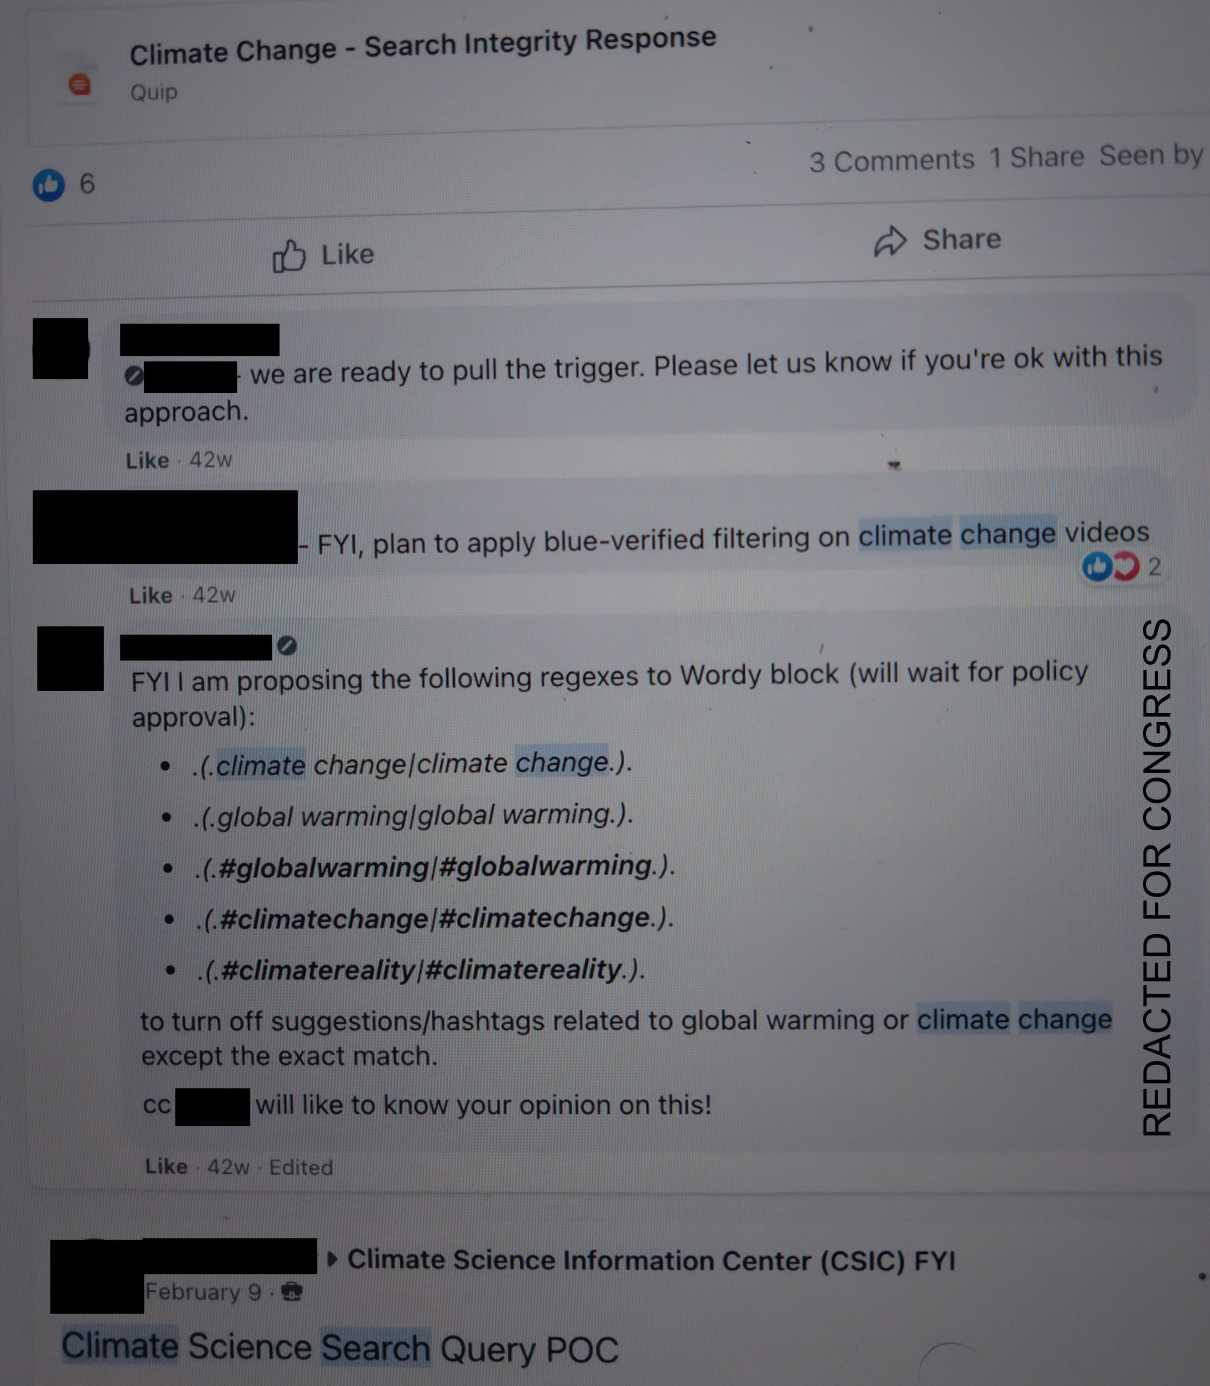 Climate Change - Search Integrity Response
Quip
6
3 Comments 1 Share Seen by
Like
Share
- we are ready to pull the trigger. Please let us know if you're ok with this
approach.
Like · 42w
- FYI, plan to apply blue-verified filtering on climate change videos
2
Like · 42w
FYI I am proposing the following regexes to Wordy block (will wait for policy
approval):
• .(.climate change|climate change.).
• .(.global warming|global warming.).
• .(.#globalwarming|#globalwarming.).
• .(.#climatechange|#climatechange.).
• .(.#climatereality|#climatereality.).
to turn off suggestions/hashtags related to global warming or climate change
except the exact match.
cc will like to know your opinion on this!
Like · 42w · Edited
Climate Science Information Center (CSIC) FYI
February 9 ·
Climate Science Search Query POC
REDACTED FOR CONGRESS